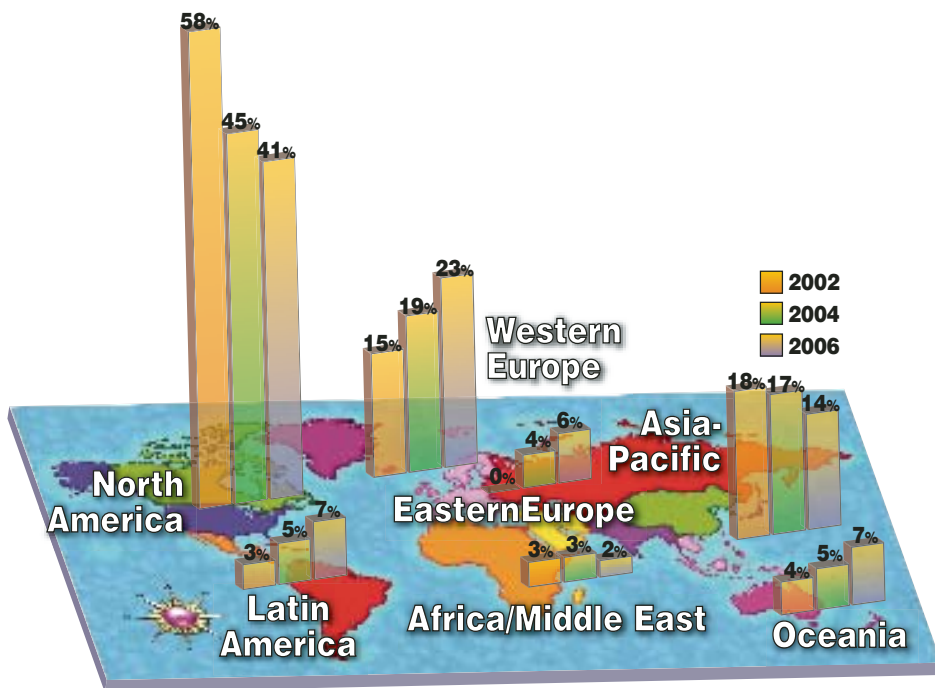 58%
45%
41%
North
America
15%
19%
23%
Western
Europe
2002
2004
2006
0%
4%
6%
EasternEurope
18%
17%
14%
Asia-
Pacific
3%
5%
7%
Latin
America
3%
3%
2%
Africa/Middle East
4%
5%
7%
Oceania